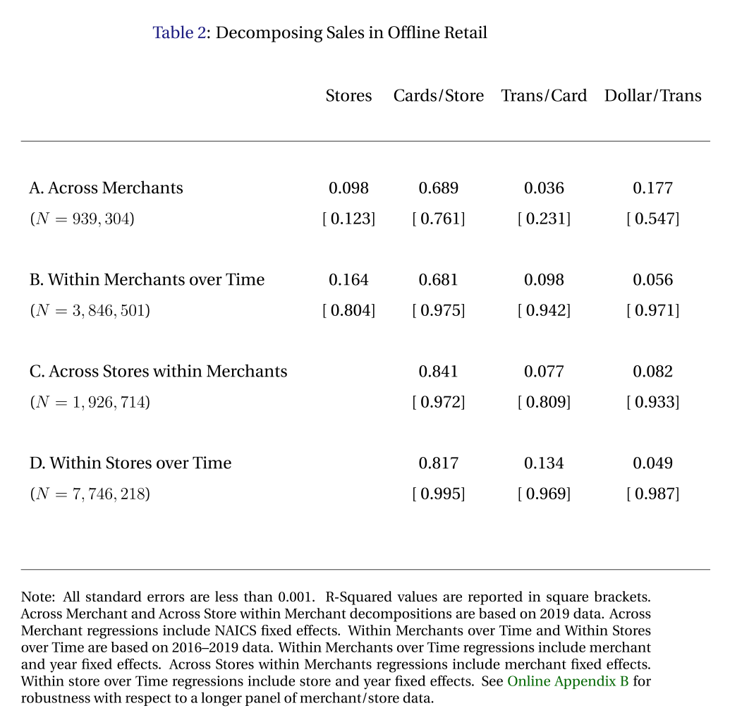 Table 2: Decomposing Sales in Offline Retail
Stores Cards/Store Trans/Card Dollar/Trans
A. Across Merchants 0.098 0.689 0.036 0.177
(N = 939, 304) [ 0.123] [ 0.761] [ 0.231] [ 0.547]
B. Within Merchants over Time 0.164 0.681 0.098 0.056
(N = 3, 846, 501) [ 0.804] [ 0.975] [ 0.942] [ 0.971]
C. Across Stores within Merchants 0.841 0.077 0.082
(N = 1, 926, 714) [ 0.972] [ 0.809] [ 0.933]
D. Within Stores over Time 0.817 0.134 0.049
(N = 7, 746, 218) [ 0.995] [ 0.969] [ 0.987]
Note: All standard errors are less than 0.001. R-Squared values are reported in square brackets.
Across Merchant and Across Store within Merchant decompositions are based on 2019 data. Across
Merchant regressions include NAICS fixed effects. Within Merchants over Time and Within Stores
over Time are based on 2016–2019 data. Within Merchants over Time regressions include merchant
and year fixed effects. Across Stores within Merchants regressions include merchant fixed effects.
Within store over Time regressions include store and year fixed effects. See Online Appendix B for
robustness with respect to a longer panel of merchant/store data.